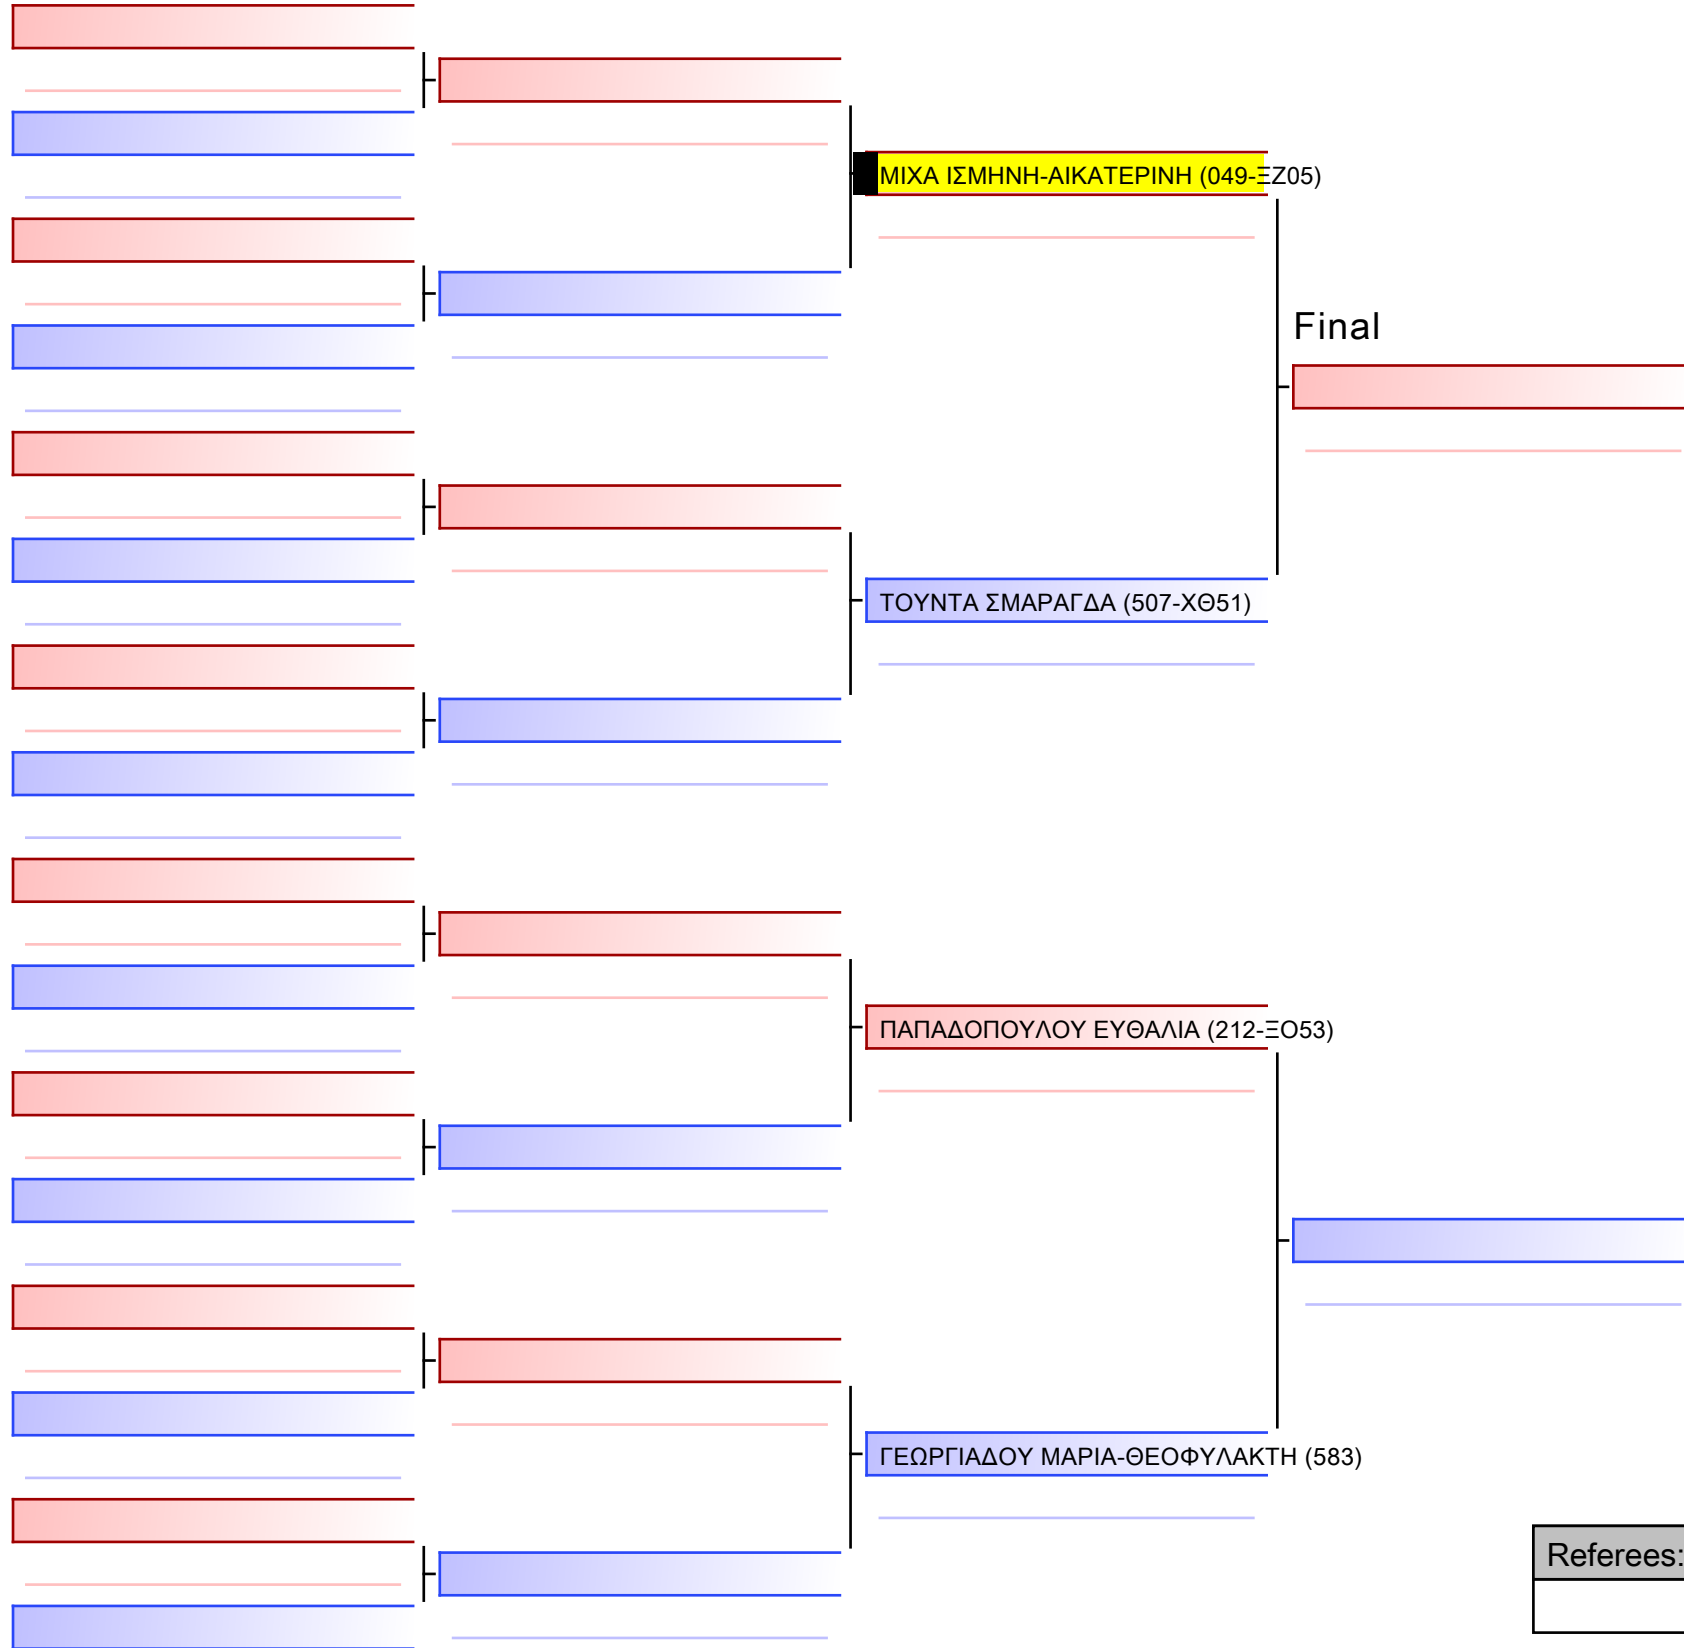 ΜΙΧΑ ΙΣΜΗΝΗ-ΑΙΚΑΤΕΡΙΝΗ (049-ΞΖ05)
Final
ΤΟΥΝΤΑ ΣΜΑΡΑΓΔΑ (507-ΧΘ51)
ΠΑΠΑΔΟΠΟΥΛΟΥ ΕΥΘΑΛΙΑ (212-ΞΟ53)
ΓΕΩΡΓΙΑΔΟΥ ΜΑΡΙΑ-ΘΕΟΦΥΛΑΚΤΗ (583)
Referees: